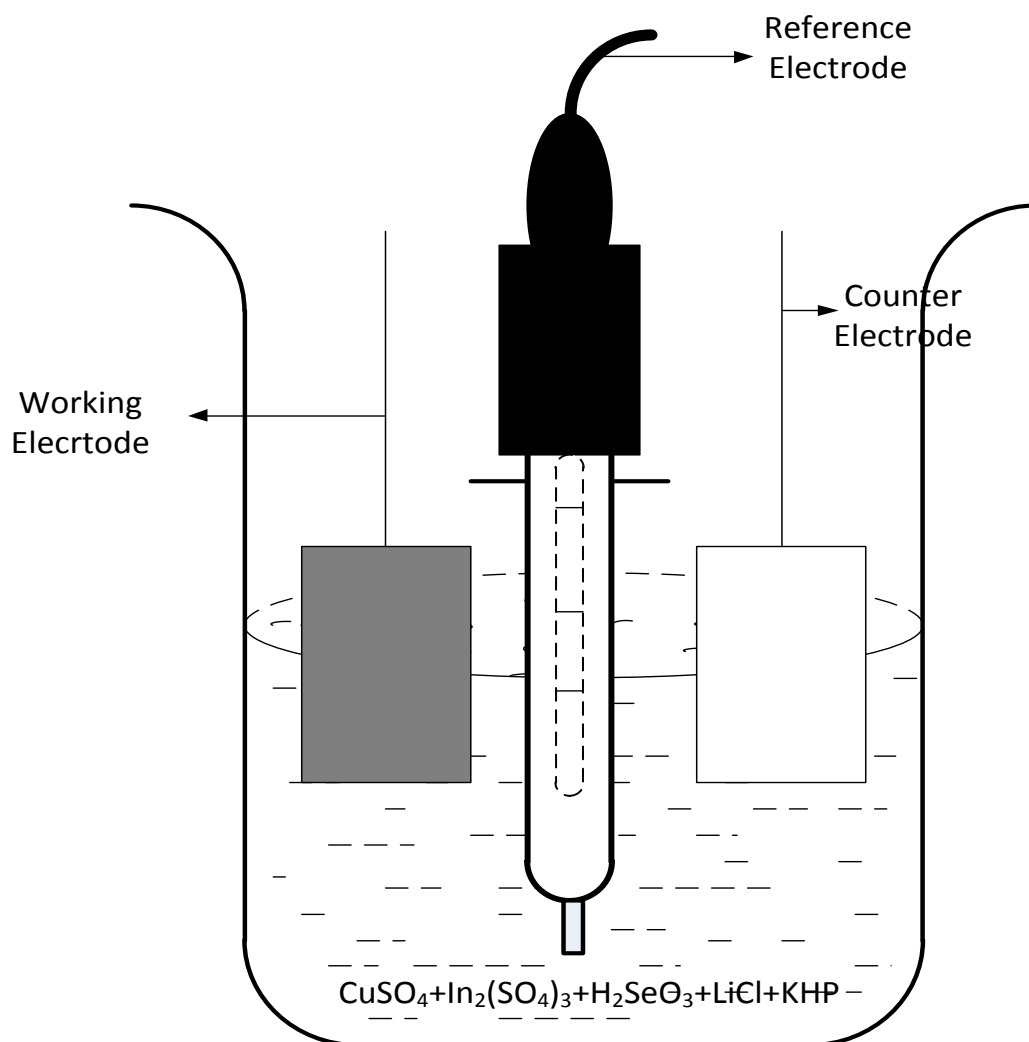 Reference
Electrode
Counter
Electrode
Working
Elecrtode
CuSO₄+In₂(SO₄)₃+H₂SeO₃+LiCl+KHP